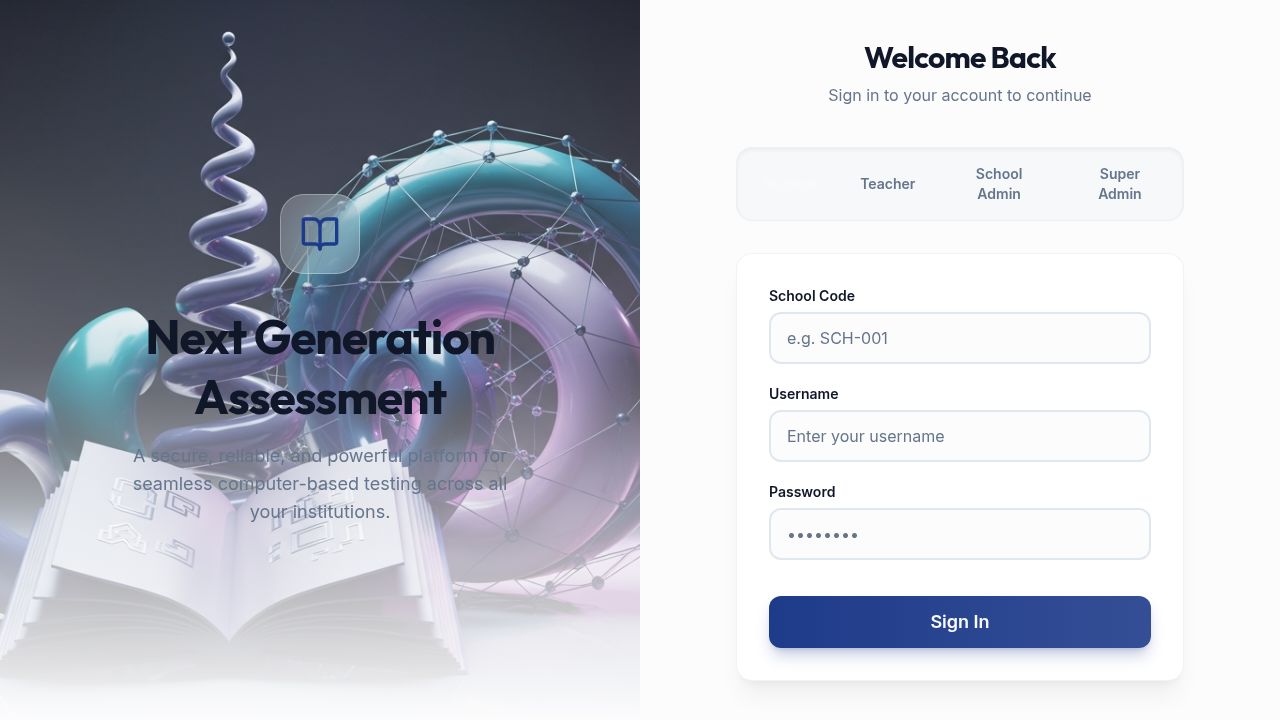 Next Generation
Assessment
A secure, reliable, and powerful platform for
seamless computer-based testing across all
your institutions.
Welcome Back
Sign in to your account to continue
Teacher
School
Admin
Super
Admin
School Code
e.g. SCH-001
Username
Enter your username
Password
••••••••
Sign In